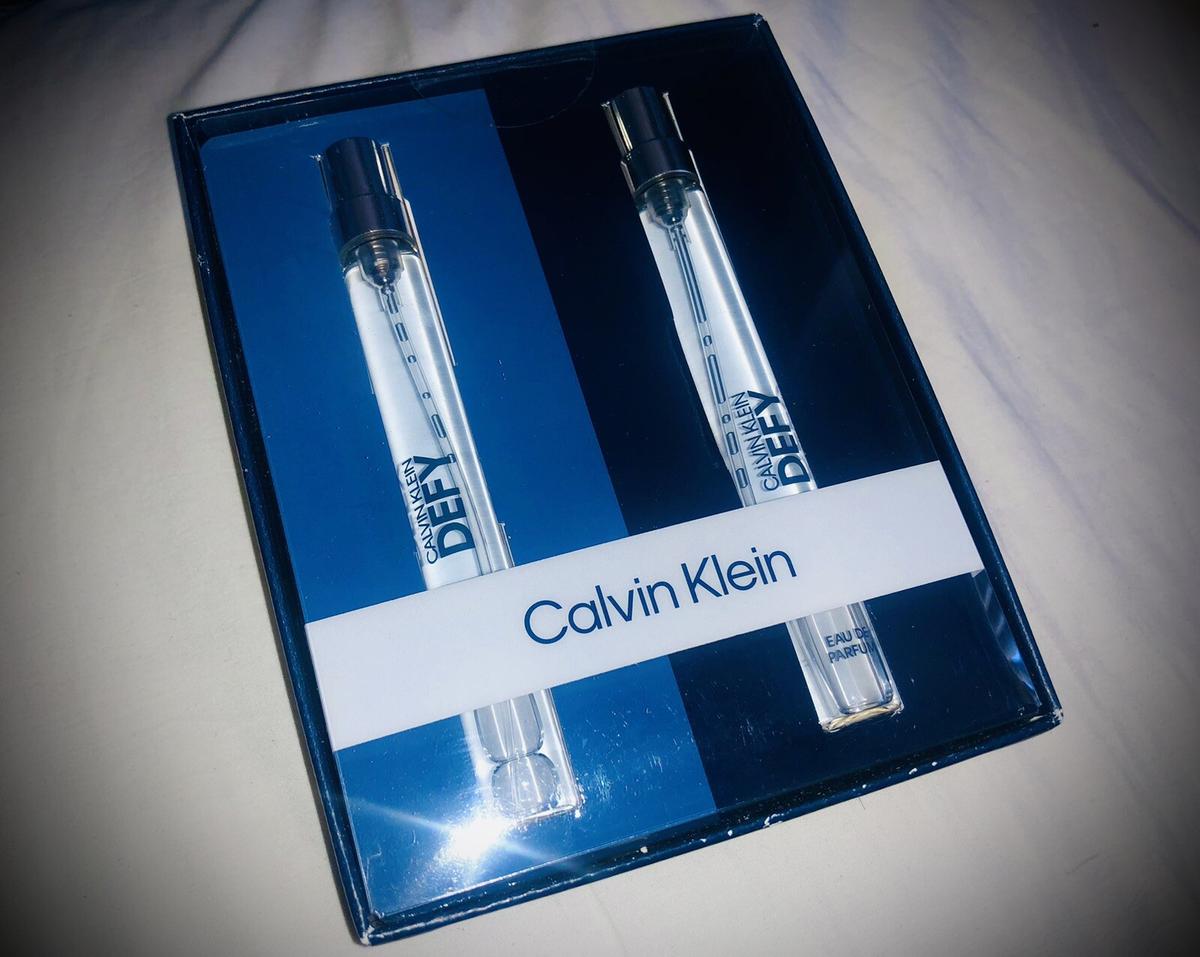 CALVIN KLEIN
DEFY
CALVIN KLEIN
DEFY
Calvin Klein
EAU DE
PARFUM